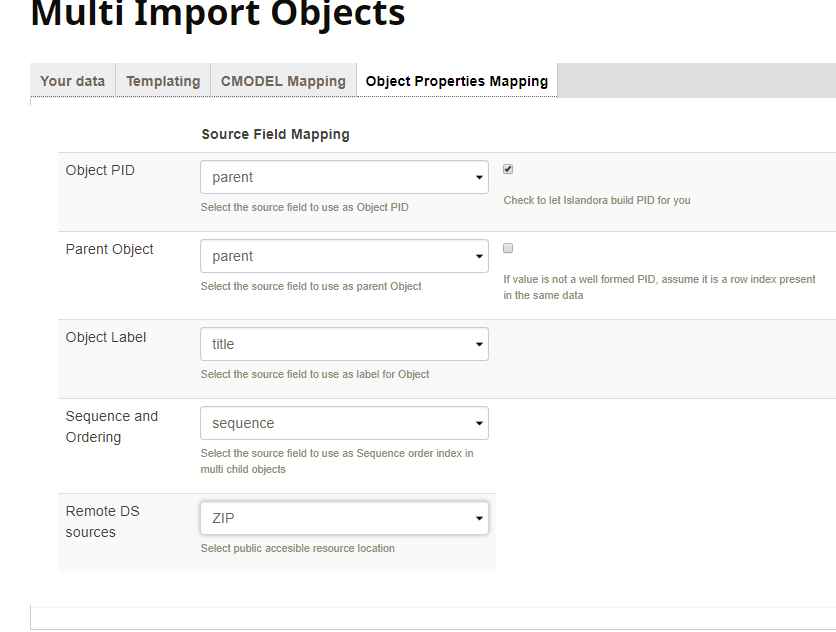 Multi Import Objects
Your data Templating CMODEL Mapping Object Properties Mapping
Source Field Mapping
Object PID
parent
Select the source field to use as Object PID
Check to let Islandora build PID for you
Parent Object
parent
Select the source field to use as parent Object
If value is not a well formed PID, assume it is a row index present
in the same data
Object Label
title
Select the source field to use as label for Object
Sequence and
Ordering
sequence
Select the source field to use as Sequence order index in
multi child objects
Remote DS
sources
ZIP
Select public accesible resource location